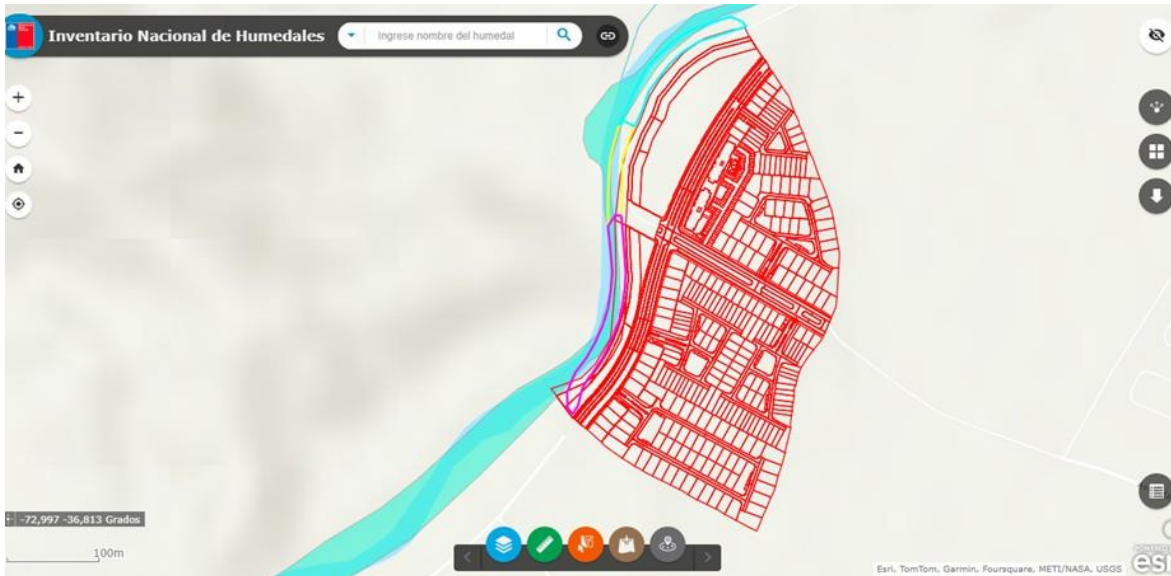 Inventario Nacional de Humedales
Ingrese nombre del humedal
+
−
-72,997 -36,813 Grados
100m
Esri, TomTom, Garmin, Foursquare, METI/NASA, USGS
esri